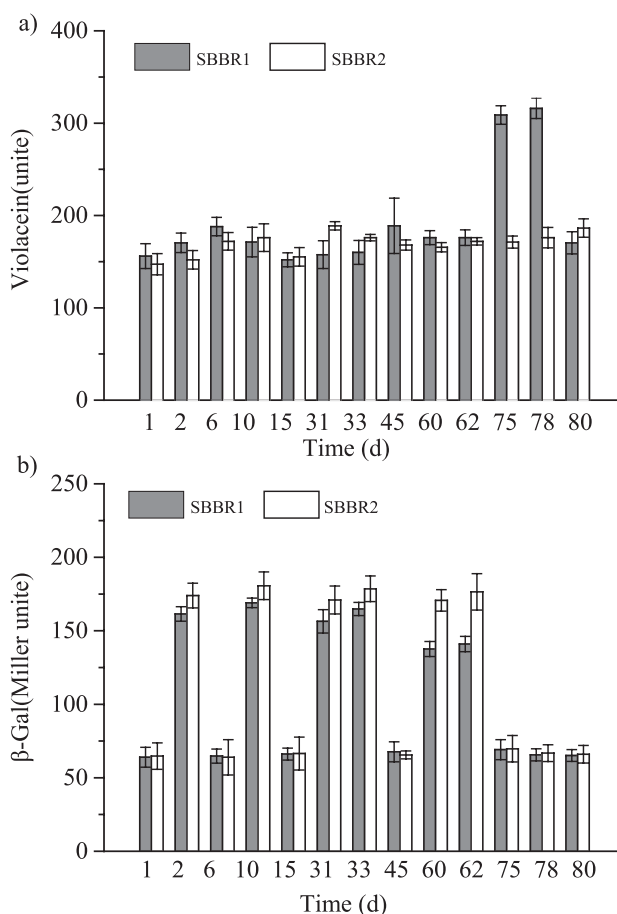 a)
400
SBBR1 SBBR2
300
Violacein(unite)
200
100
0
1 2 6 10 15 31 33 45 60 62 75 78 80
Time (d)
b)
250
SBBR1 SBBR2
200
β-Gal(Miller unite)
150
100
50
0
1 2 6 10 15 31 33 45 60 62 75 78 80
Time (d)